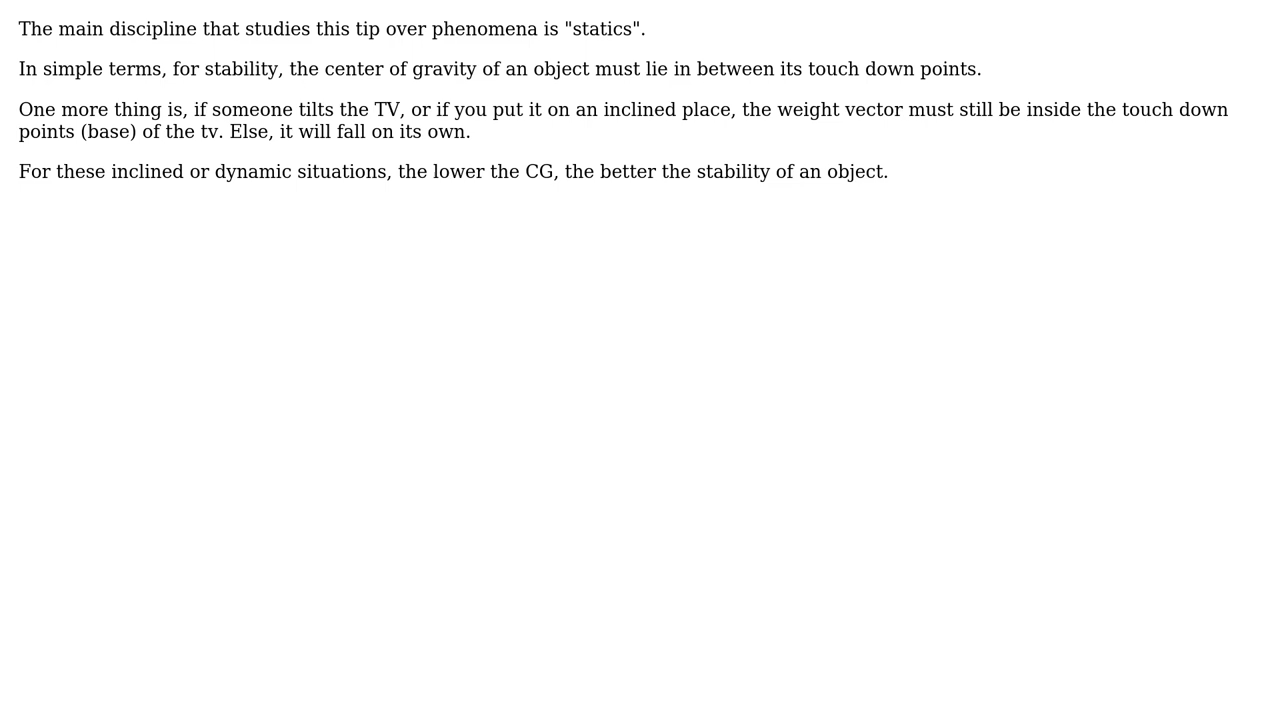 The main discipline that studies this tip over phenomena is "statics".
In simple terms, for stability, the center of gravity of an object must lie in between its touch down points.
One more thing is, if someone tilts the TV, or if you put it on an inclined place, the weight vector must still be inside the touch down
points (base) of the tv. Else, it will fall on its own.
For these inclined or dynamic situations, the lower the CG, the better the stability of an object.